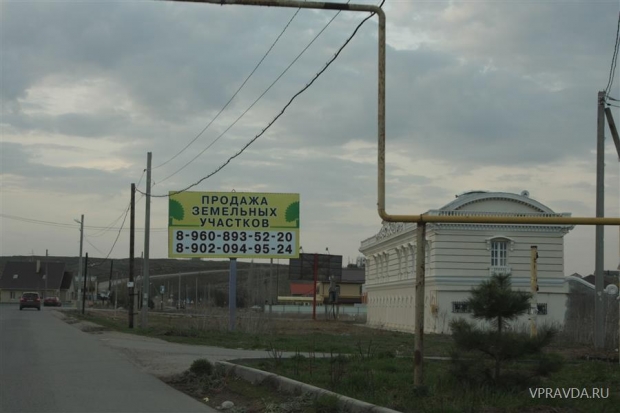 ПРОДАЖА
ЗЕМЕЛЬНЫХ
УЧАСТКОВ
8-960-893-52-20
8-902-094-95-24
VPRAVDA.RU